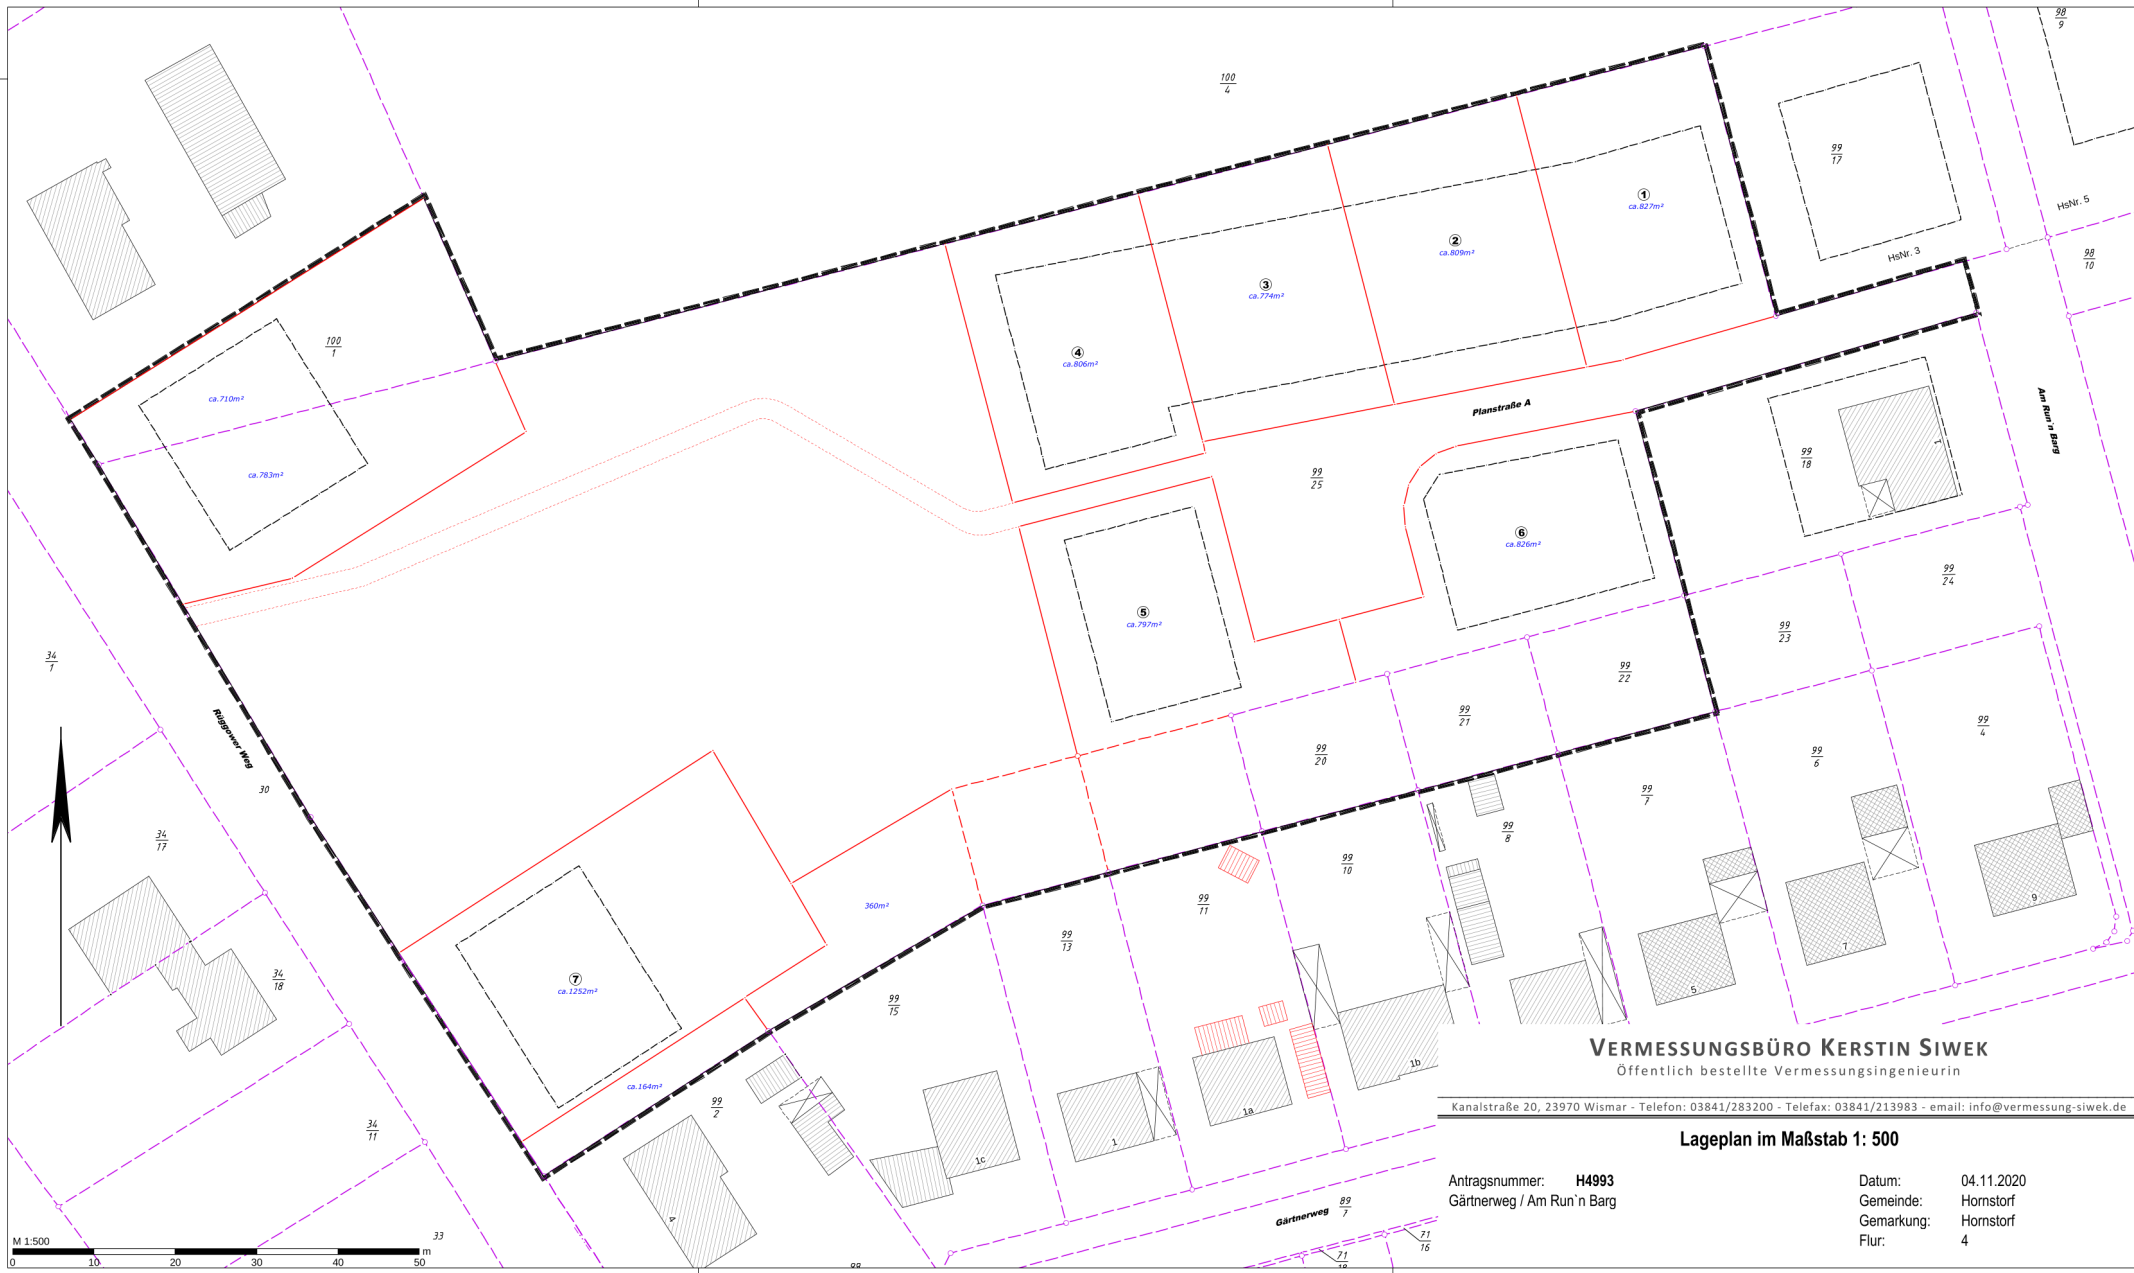 98
9
100
4
99
17
1
ca.827m²
HsNr. 5
2
ca.809m²
HsNr. 3
98
10
3
ca.774m²
100
1
4
ca.806m²
ca.710m²
Planstraße A
Am Run`n Barg
1
99
18
ca.783m²
99
25
6
ca.826m²
99
24
5
ca.797m²
99
23
34
1
99
22
99
21
99
4
Rüggower Weg
99
20
99
6
30
99
7
34
17
99
8
99
10
360m²
99
11
9
99
13
7
34
18
7
ca.1252m²
5
99
15
VERMESSUNGSBÜRO KERSTIN SIWEK
Öffentlich bestellte Vermessungsingenieurin
1b
ca.164m²
99
2
1a
Kanalstraße 20, 23970 Wismar - Telefon: 03841/283200 - Telefax: 03841/213983 - email: info@vermessung-siwek.de
34
11
1
Lageplan im Maßstab 1: 500
1c
Antragsnummer: H4993
Datum: 04.11.2020
Gärtnerweg / Am Run`n Barg
Gemeinde: Hornstorf
4
Gärtnerweg
89
7
Gemarkung: Hornstorf
33
Flur: 4
M 1:500
71
16
71
0 10 20 30 40 50 m